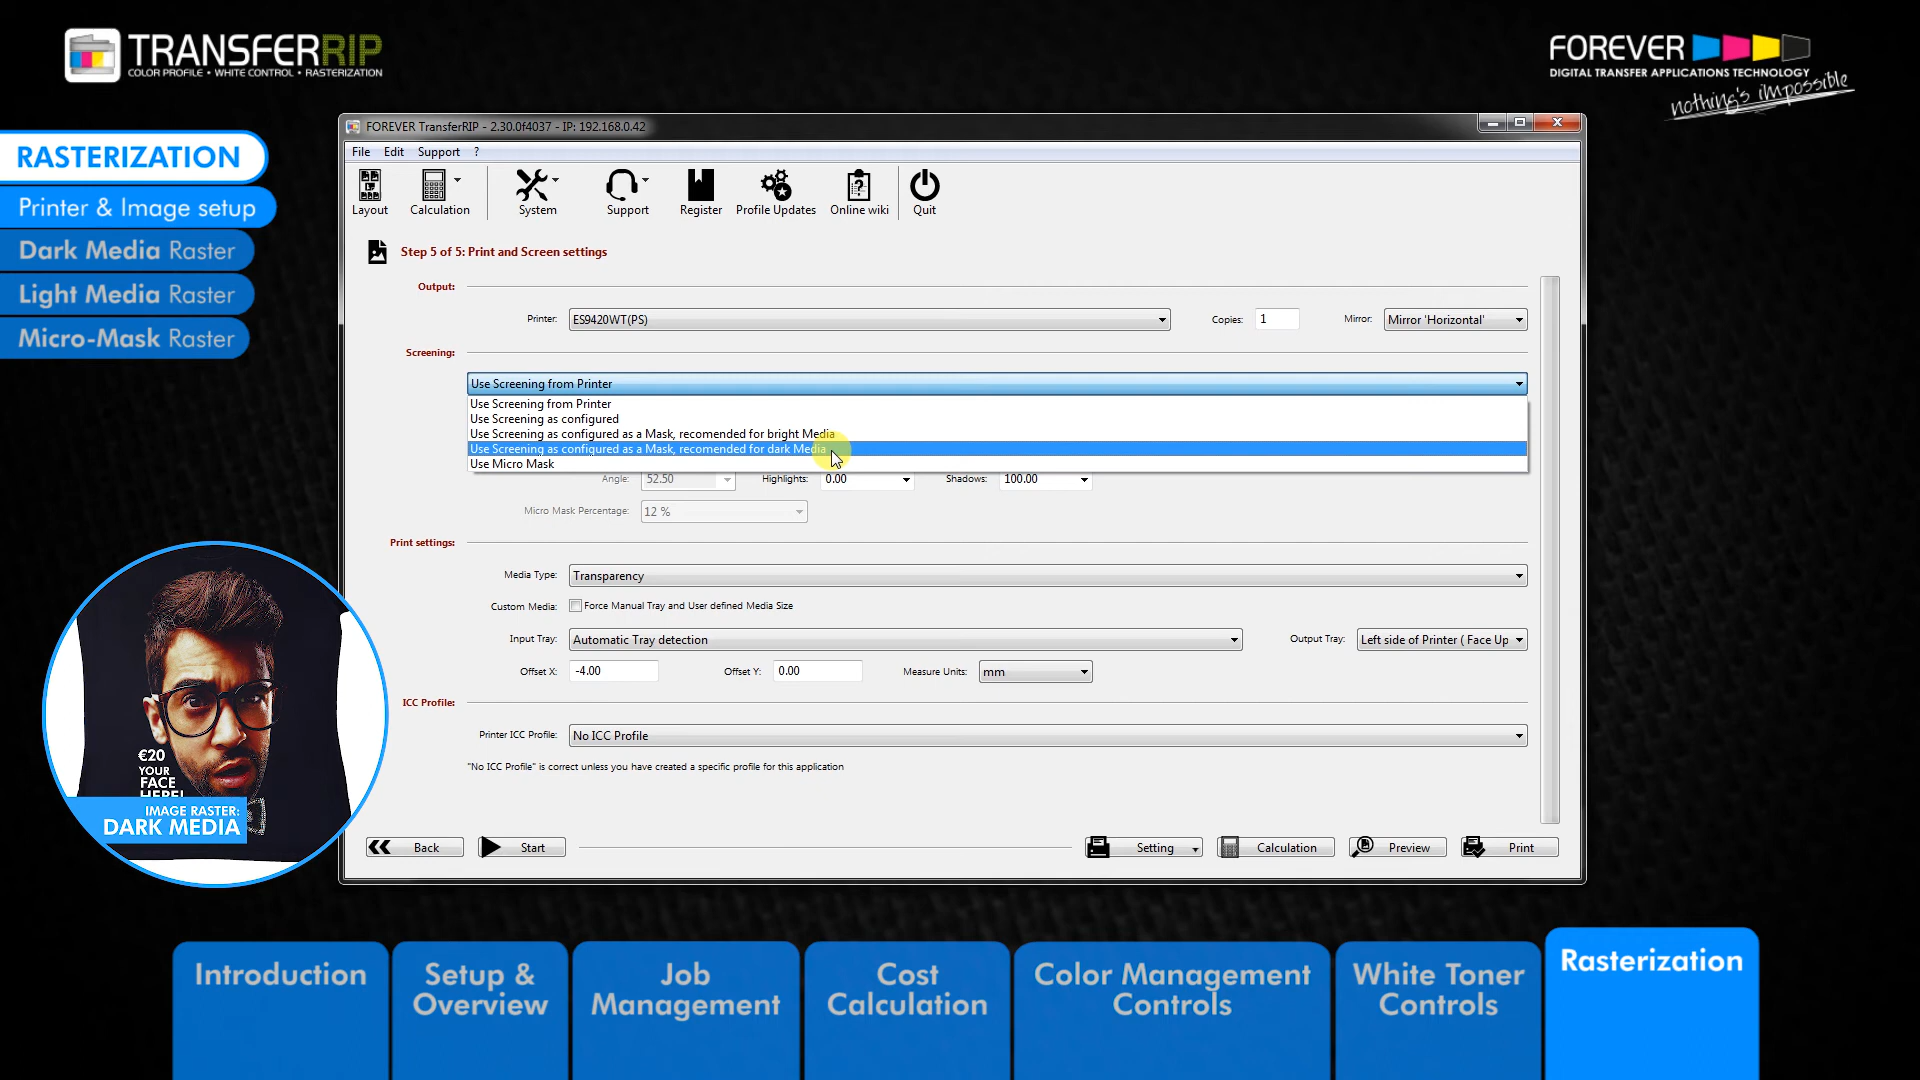 TRANSFERRIP
COLOR PROFILE • WHITE CONTROL • RASTERIZATION
FOREVER
DIGITAL TRANSFER APPLICATIONS TECHNOLOGY
nothing's impossible
RASTERIZATION
Printer & Image setup
Dark Media Raster
Light Media Raster
Micro-Mask Raster
FOREVER TransferRIP - 2.30.0f4037 - IP: 192.168.0.42
File Edit Support ?
Layout Calculation System Support Register Profile Updates Online wiki Quit
Step 5 of 5: Print and Screen settings
Output:
Printer: ES9420WT(PS) Copies: 1 Mirror: Mirror 'Horizontal'
Screening:
Use Screening from Printer
Use Screening from Printer
Use Screening as configured
Use Screening as configured as a Mask, recomended for bright Media
Use Screening as configured as a Mask, recomended for dark Media
Use Micro Mask
Angle: 52.50 Highlights: 0.00 Shadows: 100.00
Micro Mask Percentage: 12 %
Print settings:
Media Type: Transparency
Custom Media: Force Manual Tray and User defined Media Size
Input Tray: Automatic Tray detection Output Tray: Left side of Printer ( Face Up
Offset X: -4.00 Offset Y: 0.00 Measure Units: mm
ICC Profile:
Printer ICC Profile: No ICC Profile
"No ICC Profile" is correct unless you have created a specific profile for this application
Back Start Setting Calculation Preview Print
€20
YOUR
FACE
HERE!
IMAGE RASTER:
DARK MEDIA
Introduction
Setup &
Overview
Job
Management
Cost
Calculation
Color Management
Controls
White Toner
Controls
Rasterization